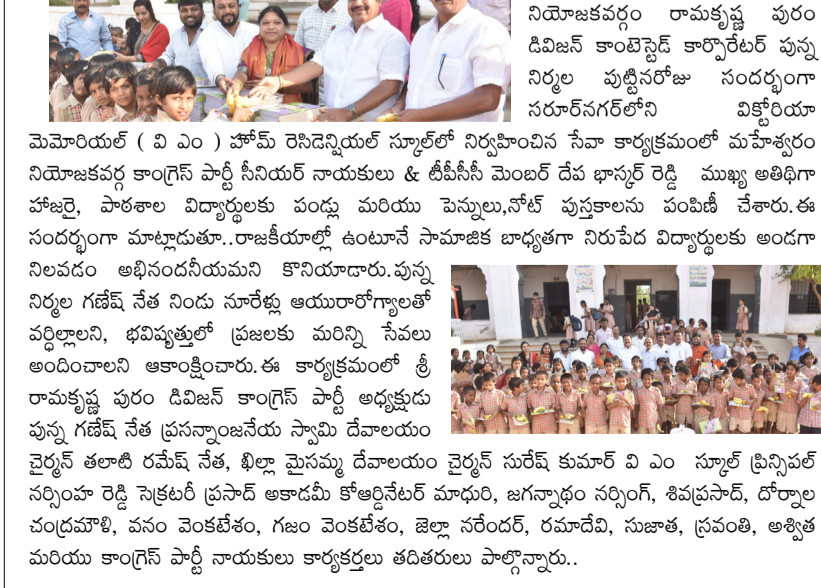 నియోజకవర్గం రామకృష్ణ పురం
డివిజన్ కాంటెస్టెడ్ కార్పొరేటర్ పున్న
నిర్మల పుట్టినరోజు సందర్భంగా
సరూర్‌నగర్‌లోని విక్టోరియా
మెమోరియల్ ( వి ఎం ) హోమ్ రెసిడెన్షియల్ స్కూల్‌లో నిర్వహించిన సేవా కార్యక్రమంలో మహేశ్వరం
నియోజకవర్గ కాంగ్రెస్ పార్టీ సీనియర్ నాయకులు & టీపీసీసీ మెంబర్ దేప భాస్కర్ రెడ్డి ముఖ్య అతిథిగా
హాజరై, పాఠశాల విద్యార్థులకు పండ్లు మరియు పెన్నులు,నోట్ పుస్తకాలను పంపిణీ చేశారు.ఈ
సందర్భంగా మాట్లాడుతూ..రాజకీయాల్లో ఉంటూనే సామాజిక బాధ్యతగా నిరుపేద విద్యార్థులకు అండగా
నిలవడం అభినందనీయమని కొనియాడారు.పున్న
నిర్మల గణేష్ నేత నిండు నూరేళ్లు ఆయురారోగ్యాలతో
వర్ధిల్లాలని, భవిష్యత్తులో ప్రజలకు మరిన్ని సేవలు
అందించాలని ఆకాంక్షించారు.ఈ కార్యక్రమంలో శ్రీ
రామకృష్ణ పురం డివిజన్ కాంగ్రెస్ పార్టీ అధ్యక్షుడు
పున్న గణేష్ నేత ప్రసన్నాంజనేయ స్వామి దేవాలయం
చైర్మన్ తలాటి రమేష్ నేత, ఖిల్లా మైసమ్మ దేవాలయం చైర్మన్ సురేష్ కుమార్ వి ఎం స్కూల్ ప్రిన్సిపల్
నర్సింహ రెడ్డి సెక్రటరీ ప్రసాద్ అకాడమీ కోఆర్డినేటర్ మాధురి, జగన్నాథం నర్సింగ్, శివప్రసాద్, దోర్నాల
చంద్రమౌళి, వనం వెంకటేశం, గజం వెంకటేశం, జెల్లా నరేందర్, రమాదేవి, సుజాత, స్రవంతి, అశ్విత
మరియు కాంగ్రెస్ పార్టీ నాయకులు కార్యకర్తలు తదితరులు పాల్గొన్నారు..